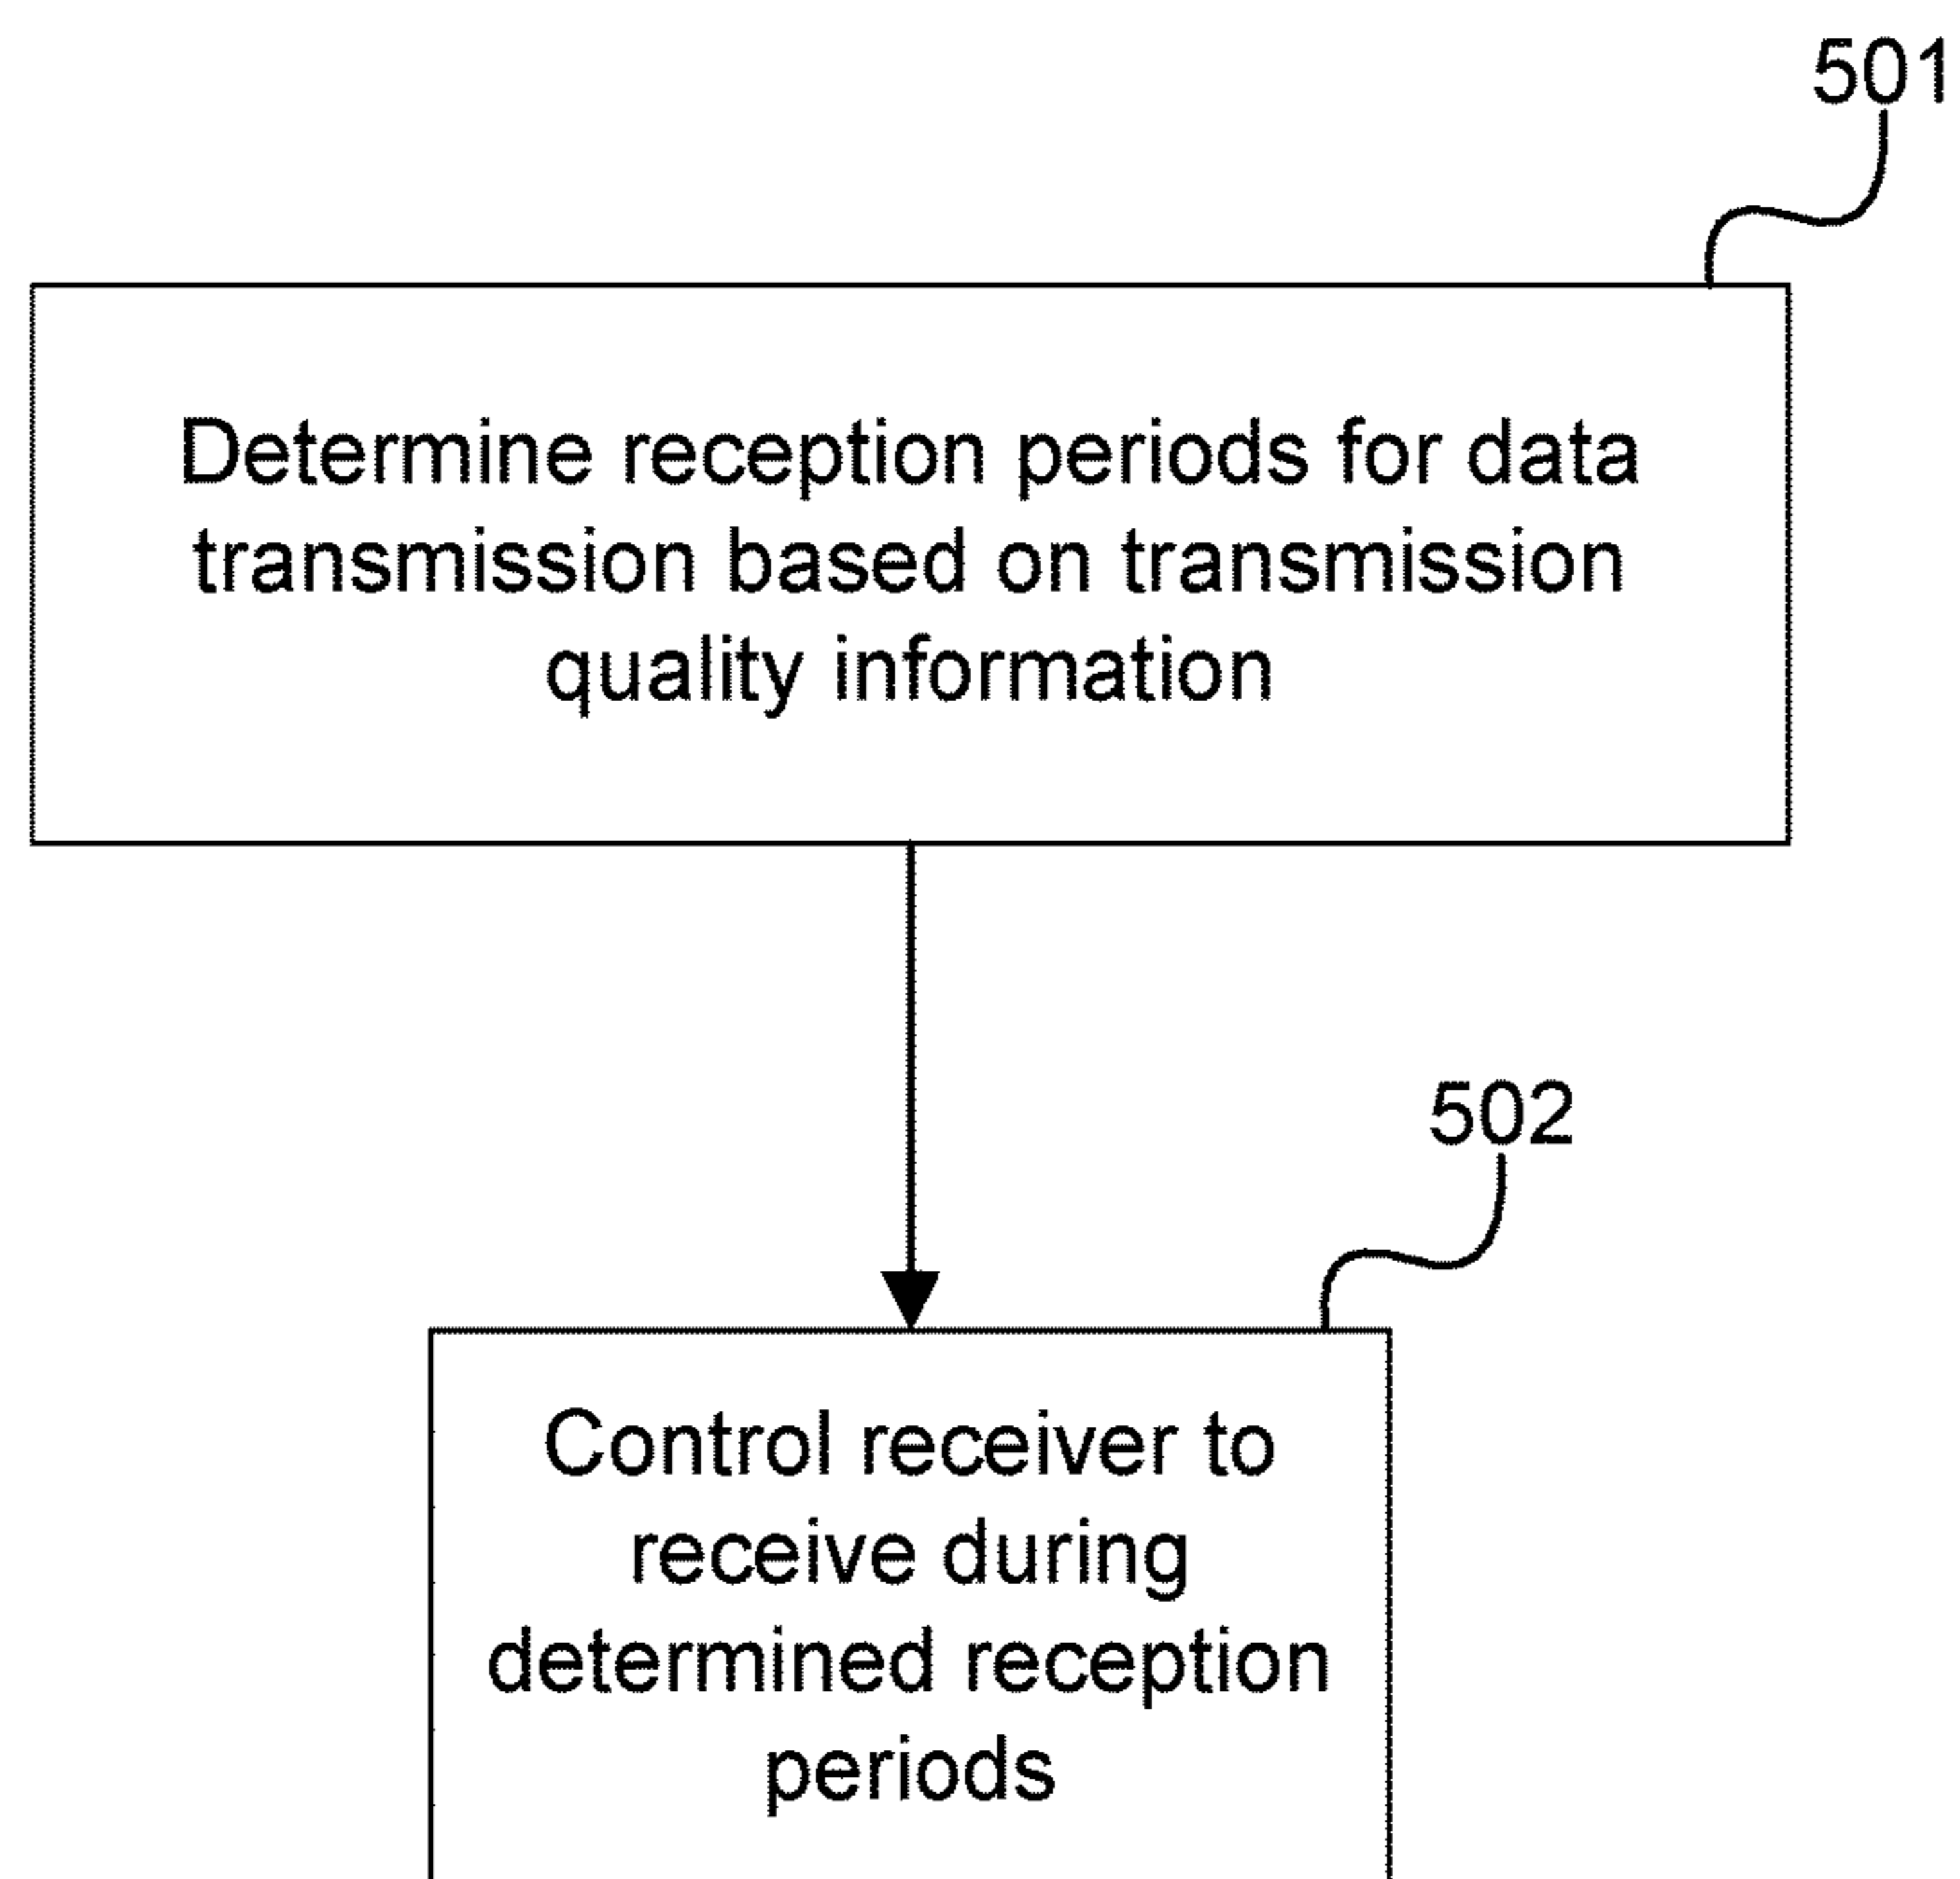 501
Determine reception periods for data
transmission based on transmission
quality information
502
Control receiver to
receive during
determined reception
periods